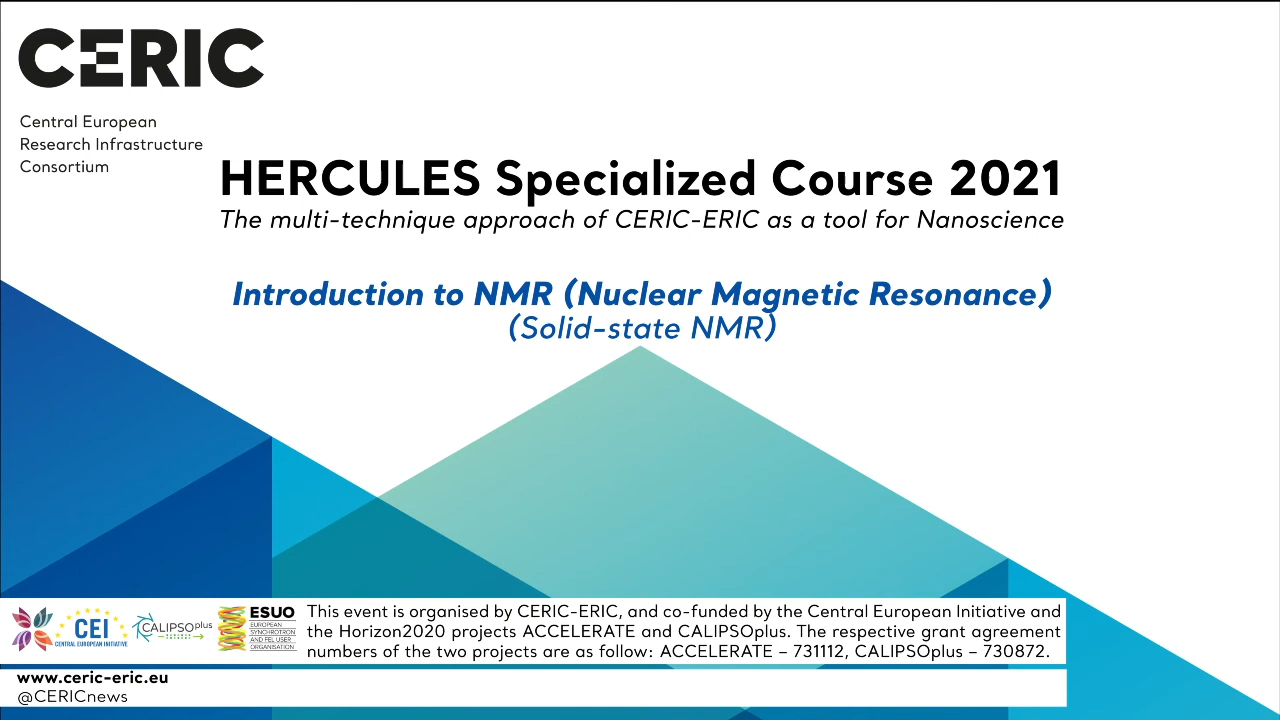 CERIC
Central European
Research Infrastructure
Consortium
HERCULES Specialized Course 2021
The multi-technique approach of CERIC-ERIC as a tool for Nanoscience
Introduction to NMR (Nuclear Magnetic Resonance)
(Solid-state NMR)
CEI
CENTRAL EUROPEAN INITIATIVE
CALIPSOplus
ESUO
EUROPEAN
SYNCHROTRON
AND FEL USER
ORGANISATION
This event is organised by CERIC-ERIC, and co-funded by the Central European Initiative and
the Horizon2020 projects ACCELERATE and CALIPSOplus. The respective grant agreement
numbers of the two projects are as follow: ACCELERATE – 731112, CALIPSOplus – 730872.
www.ceric-eric.eu
@CERICnews